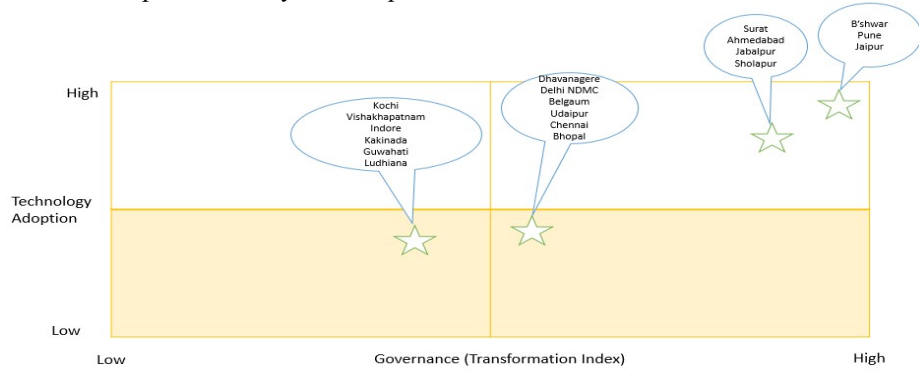 Surat
Ahmedabad
Jabalpur
Sholapur
B'shwar
Pune
Jaipur
High
Kochi
Vishakhapatnam
Indore
Kakinada
Guwahati
Ludhiana
Dhavanagere
Delhi NDMC
Belgaum
Udaipur
Chennai
Bhopal
Technology
Adoption
Low
Low
Governance (Transformation Index)
High